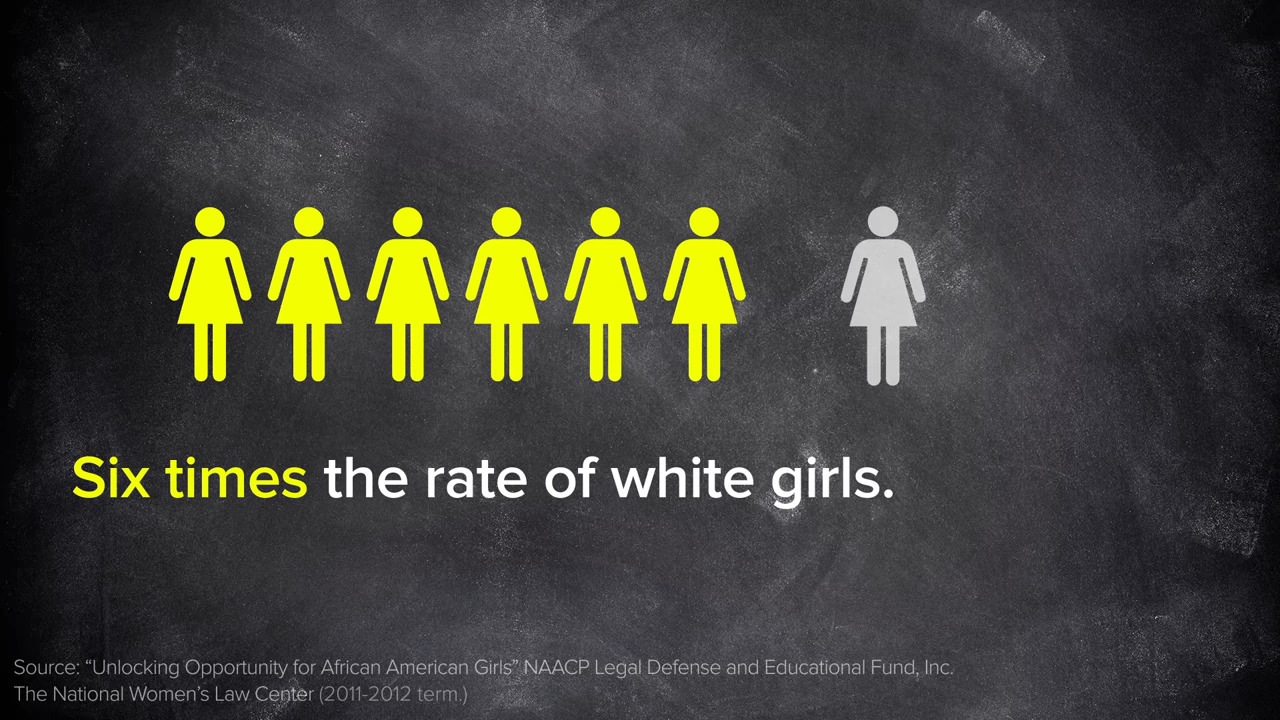 Six times the rate of white girls.
Source: “Unlocking Opportunity for African American Girls” NAACP Legal Defense and Educational Fund, Inc.
The National Women’s Law Center (2011-2012 term.)